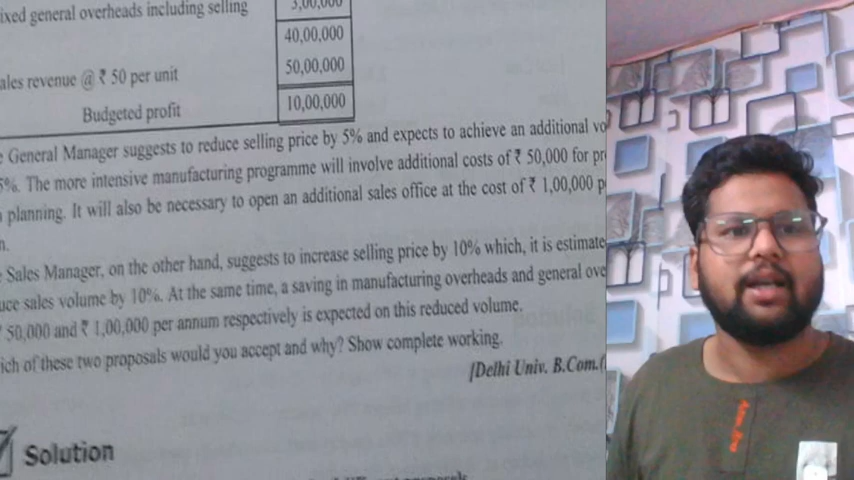 ixed general overheads including selling 3,00,000
40,00,000
ales revenue @ ₹ 50 per unit 50,00,000
Budgeted profit 10,00,000
General Manager suggests to reduce selling price by 5% and expects to achieve an additional vo
5%. The more intensive manufacturing programme will involve additional costs of ₹ 50,000 for pr
planning. It will also be necessary to open an additional sales office at the cost of ₹ 1,00,000 p
n.
Sales Manager, on the other hand, suggests to increase selling price by 10% which, it is estimate
uce sales volume by 10%. At the same time, a saving in manufacturing overheads and general ove
50,000 and ₹ 1,00,000 per annum respectively is expected on this reduced volume.
ich of these two proposals would you accept and why? Show complete working.
[Delhi Univ. B.Com.(
Solution